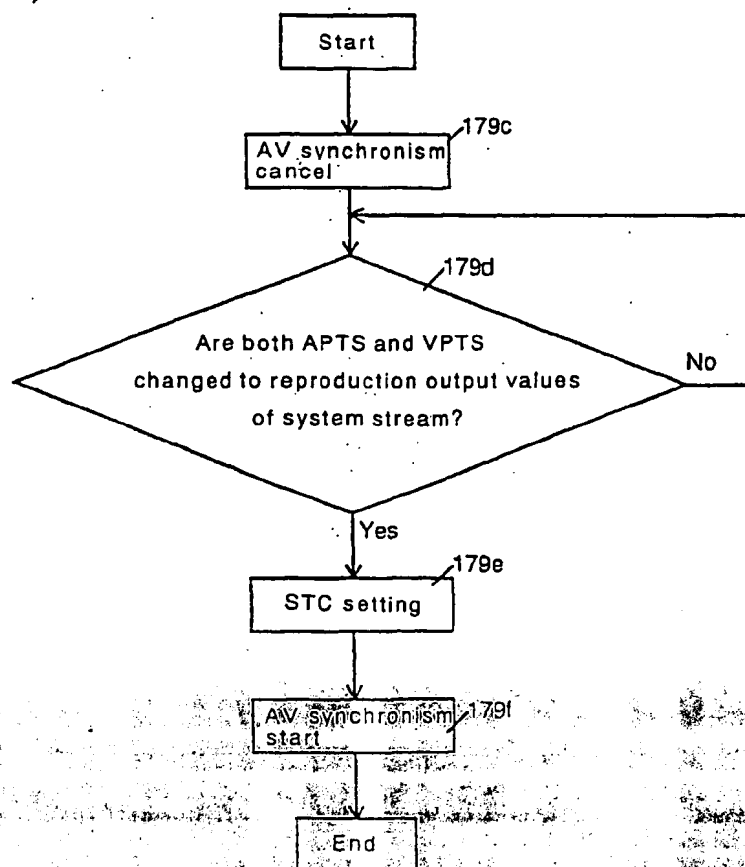 Start
179c
AV synchronism
cancel
179d
Are both APTS and VPTS
changed to reproduction output values
of system stream?
No
Yes
179e
STC setting
AV synchronism
start
179f
End